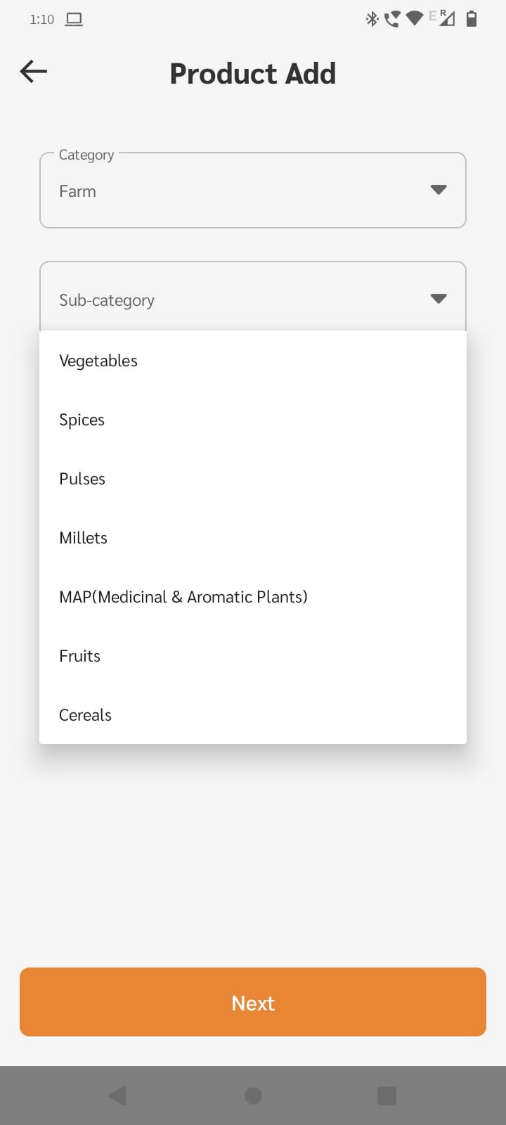 1:10
E R
Product Add
Category
Farm
Sub-category
Vegetables
Spices
Pulses
Millets
MAP(Medicinal & Aromatic Plants)
Fruits
Cereals
Next